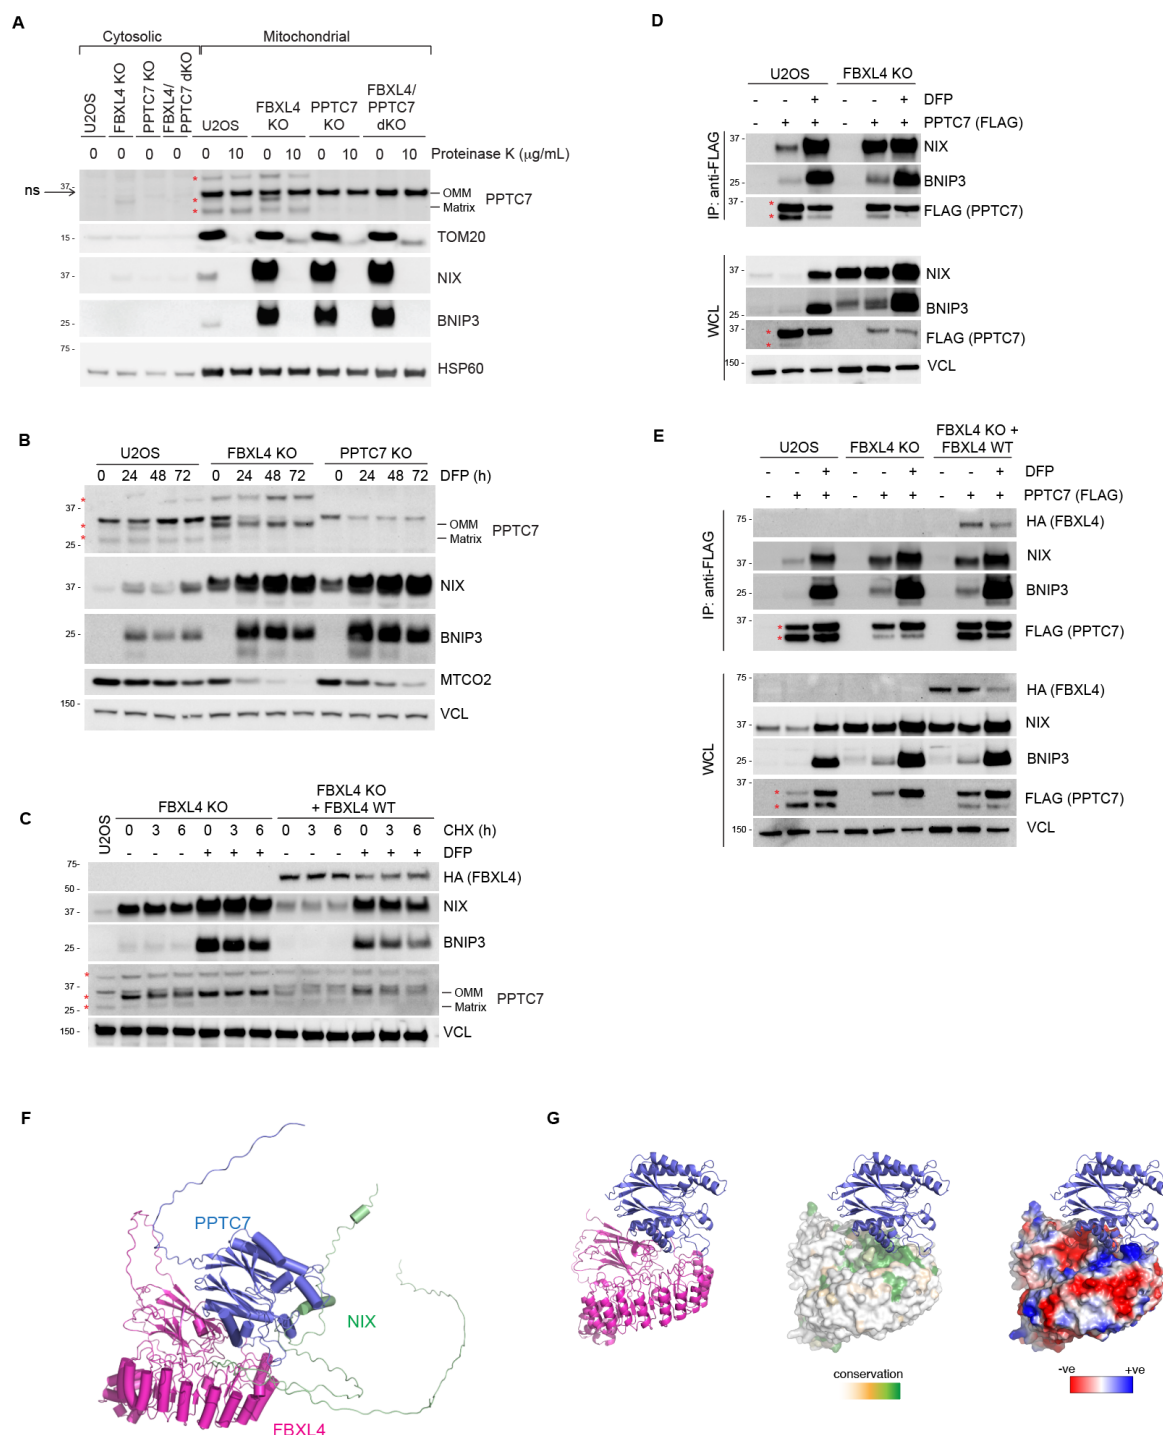 A
Cytosolic Mitochondrial
U2OS FBXL4 KO PPTC7 KO FBXL4/ PPTC7 dKO U2OS FBXL4 KO PPTC7 KO FBXL4/ PPTC7 dKO
0 0 0 0 0 10 0 10 0 10 0 10 Proteinase K (µg/mL)
ns 37 - * * * OMM Matrix PPTC7
15 - TOM20
37 - NIX
25 - BNIP3
75 -
HSP60
B
U2OS FBXL4 KO PPTC7 KO
0 24 48 72 0 24 48 72 0 24 48 72 DFP (h)
* 37 - * * 25 - OMM Matrix PPTC7
37 - NIX
25 - BNIP3
MTCO2
150 - VCL
C
U2OS FBXL4 KO FBXL4 KO + FBXL4 WT
0 3 6 0 3 6 0 3 6 0 3 6 CHX (h)
- - - + + + - - - + + + DFP
75- 50 - HA (FBXL4)
37 - NIX
25 - BNIP3
* 37 - * 25 - * OMM Matrix PPTC7
150 - VCL
D
U2OS FBXL4 KO
- - + - - + DFP
- + + - + + PPTC7 (FLAG)
IP: anti-FLAG
37 - NIX
25 - BNIP3
37 * * FLAG (PPTC7)
WCL
37 - NIX
25 - BNIP3
37 - * * FLAG (PPTC7)
150 - VCL
E
U2OS FBXL4 KO FBXL4 KO + FBXL4 WT
- - + - - + - - + DFP
- + + - + + - + + PPTC7 (FLAG)
IP: anti-FLAG
75 - HA (FBXL4)
37 - NIX
25 - BNIP3
37 - * * FLAG (PPTC7)
WCL
75 - HA (FBXL4)
37 - NIX
25 - BNIP3
37 - * * FLAG (PPTC7)
150 - VCL
F
PPTC7
NIX
FBXL4
G
conservation
-ve +ve